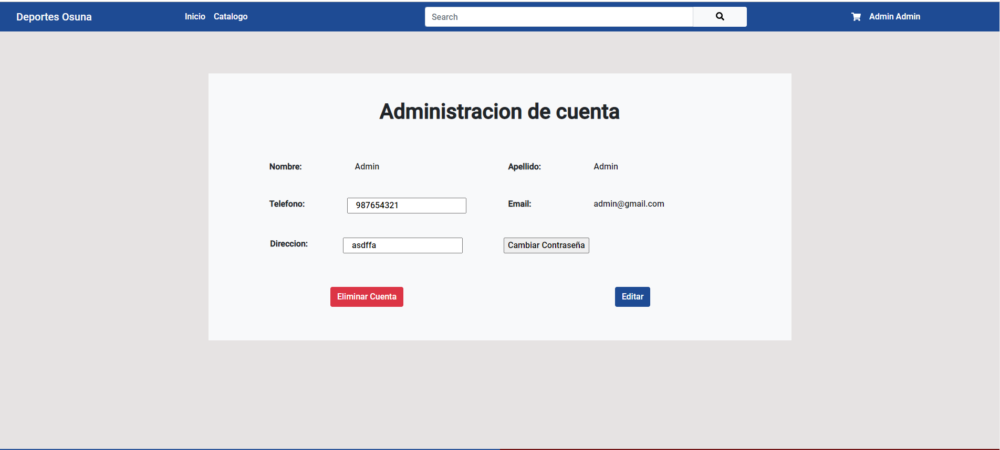 Deportes Osuna Inicio Catalogo Search Admin Admin
Administracion de cuenta
Nombre: Admin Apellido: Admin
Telefono: 987654321 Email: admin@gmail.com
Direccion: asdffa Cambiar Contraseña
Eliminar Cuenta Editar